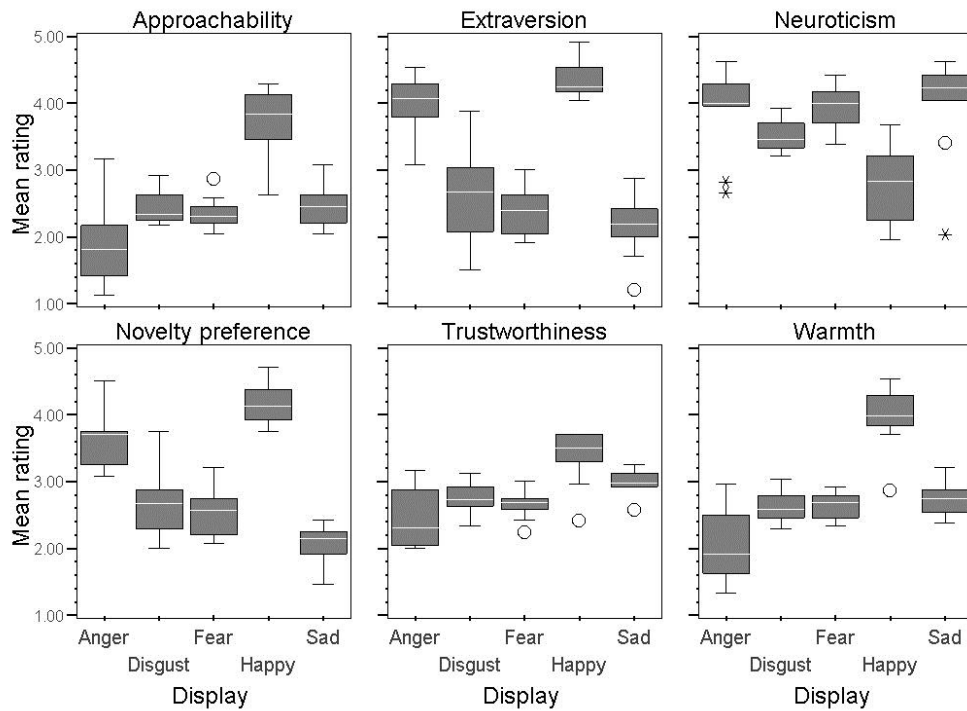 Approachability Extraversion Neuroticism
5.00
4.00
3.00
2.00
1.00
Mean rating
Novelty preference Trustworthiness Warmth
5.00
4.00
3.00
2.00
1.00
Mean rating
Anger Fear Sad Anger Fear Sad Anger Fear Sad
Disgust Happy Disgust Happy Disgust Happy
Display Display Display